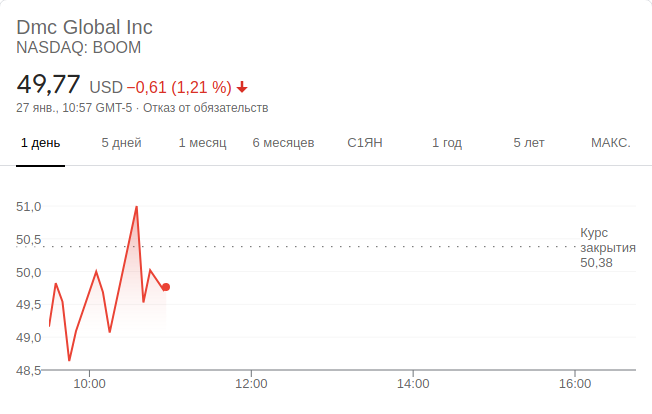 Dmc Global Inc
NASDAQ: BOOM
49,77 USD −0,61 (1,21 %)
27 янв., 10:57 GMT-5 · Отказ от обязательств
1 день 5 дней 1 месяц 6 месяцев С1ЯН 1 год 5 лет МАКС.
51,0
50,5
50,0
49,5
49,0
48,5
Курс
закрытия
50,38
10:00 12:00 14:00 16:00